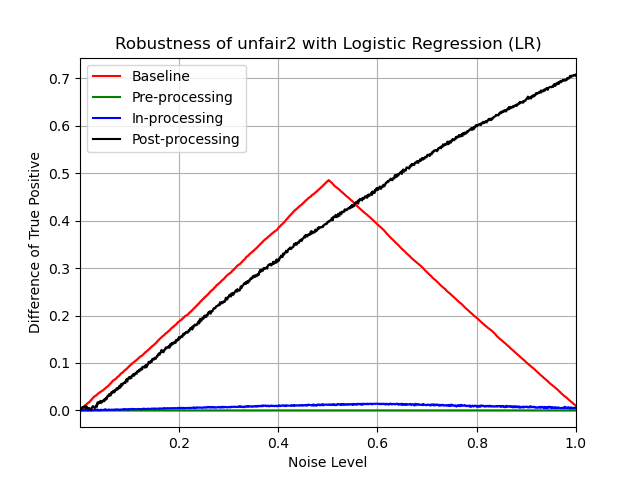 Robustness of unfair2 with Logistic Regression (LR)
Baseline
Pre-processing
In-processing
Post-processing
Difference of True Positive
0.7
0.6
0.5
0.4
0.3
0.2
0.1
0.0
0.2
0.4
0.6
0.8
1.0
Noise Level